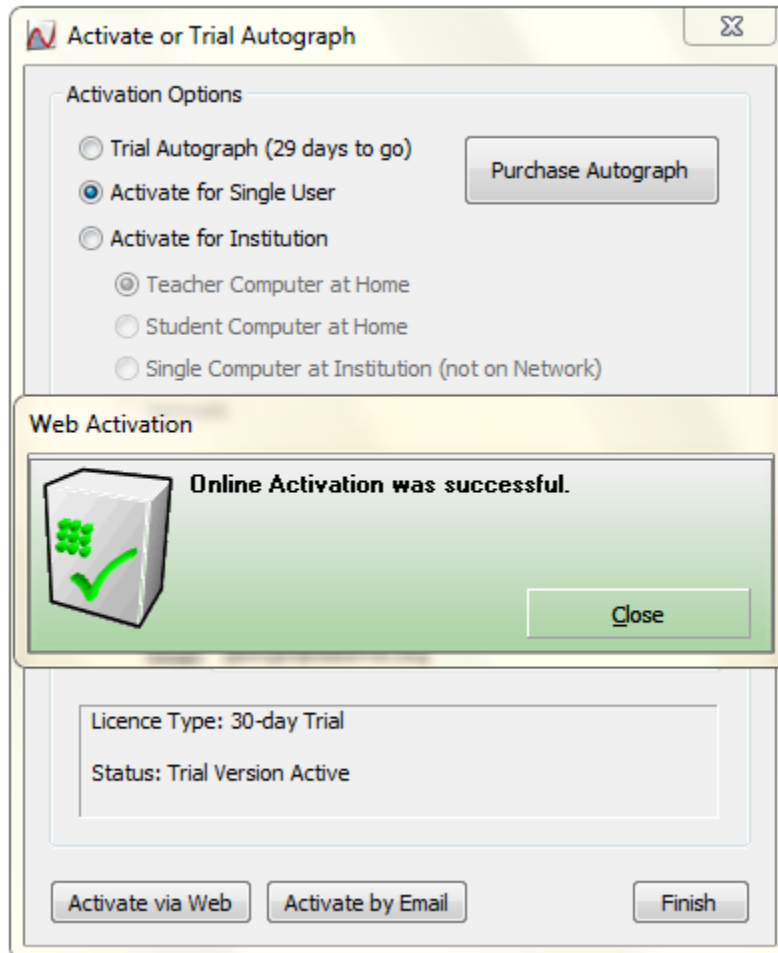 Activate or Trial Autograph
Activation Options
Trial Autograph (29 days to go)
Purchase Autograph
Activate for Single User
Activate for Institution
Teacher Computer at Home
Student Computer at Home
Single Computer at Institution (not on Network)
Web Activation
Online Activation was successful.
Close
Licence Type: 30-day Trial
Status: Trial Version Active
Activate via Web
Activate by Email
Finish